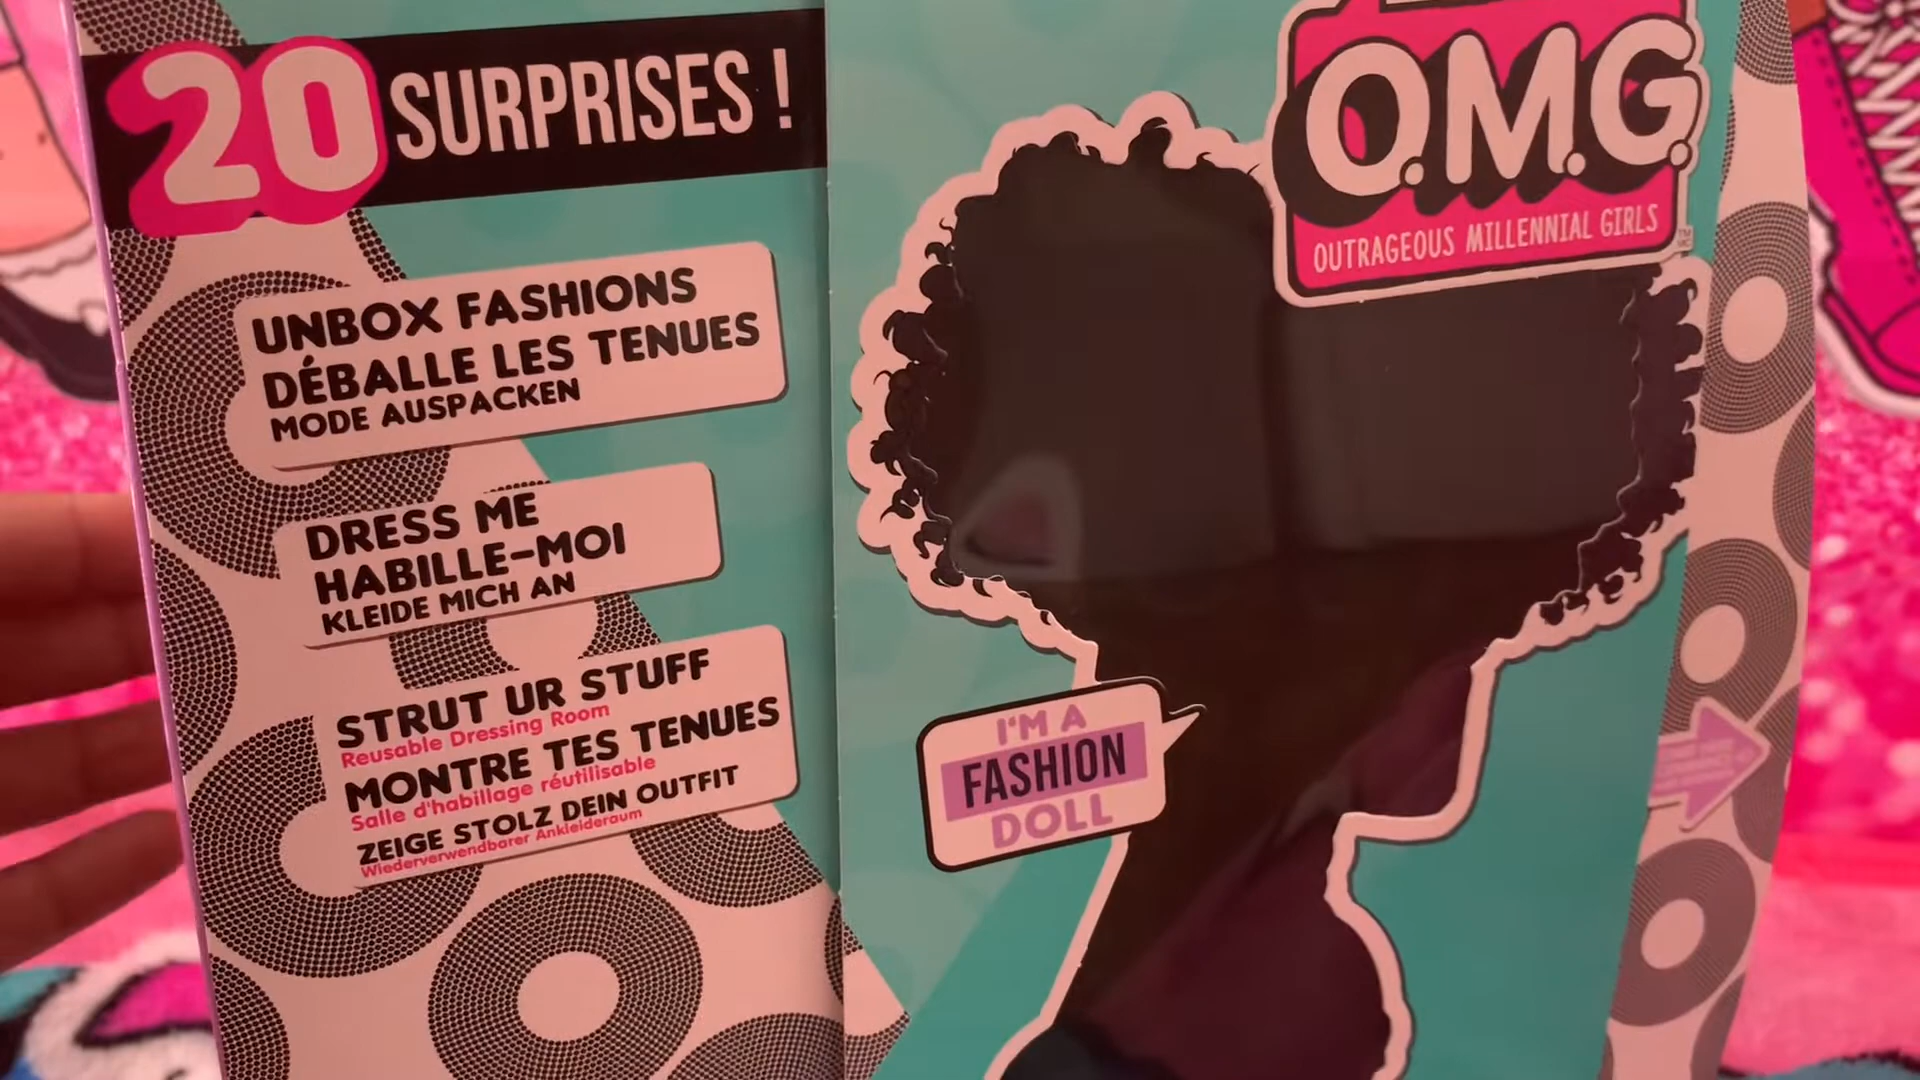 20 SURPRISES !
UNBOX FASHIONS
DÉBALLE LES TENUES
MODE AUSPACKEN
DRESS ME
HABILLE-MOI
KLEIDE MICH AN
STRUT UR STUFF
Reusable Dressing Room
MONTRE TES TENUES
Salle d'habillage réutilisable
ZEIGE STOLZ DEIN OUTFIT
Wiederverwendbarer Ankleideraum
O.M.G.
OUTRAGEOUS MILLENNIAL GIRLS
TM
I'M A
FASHION
DOLL